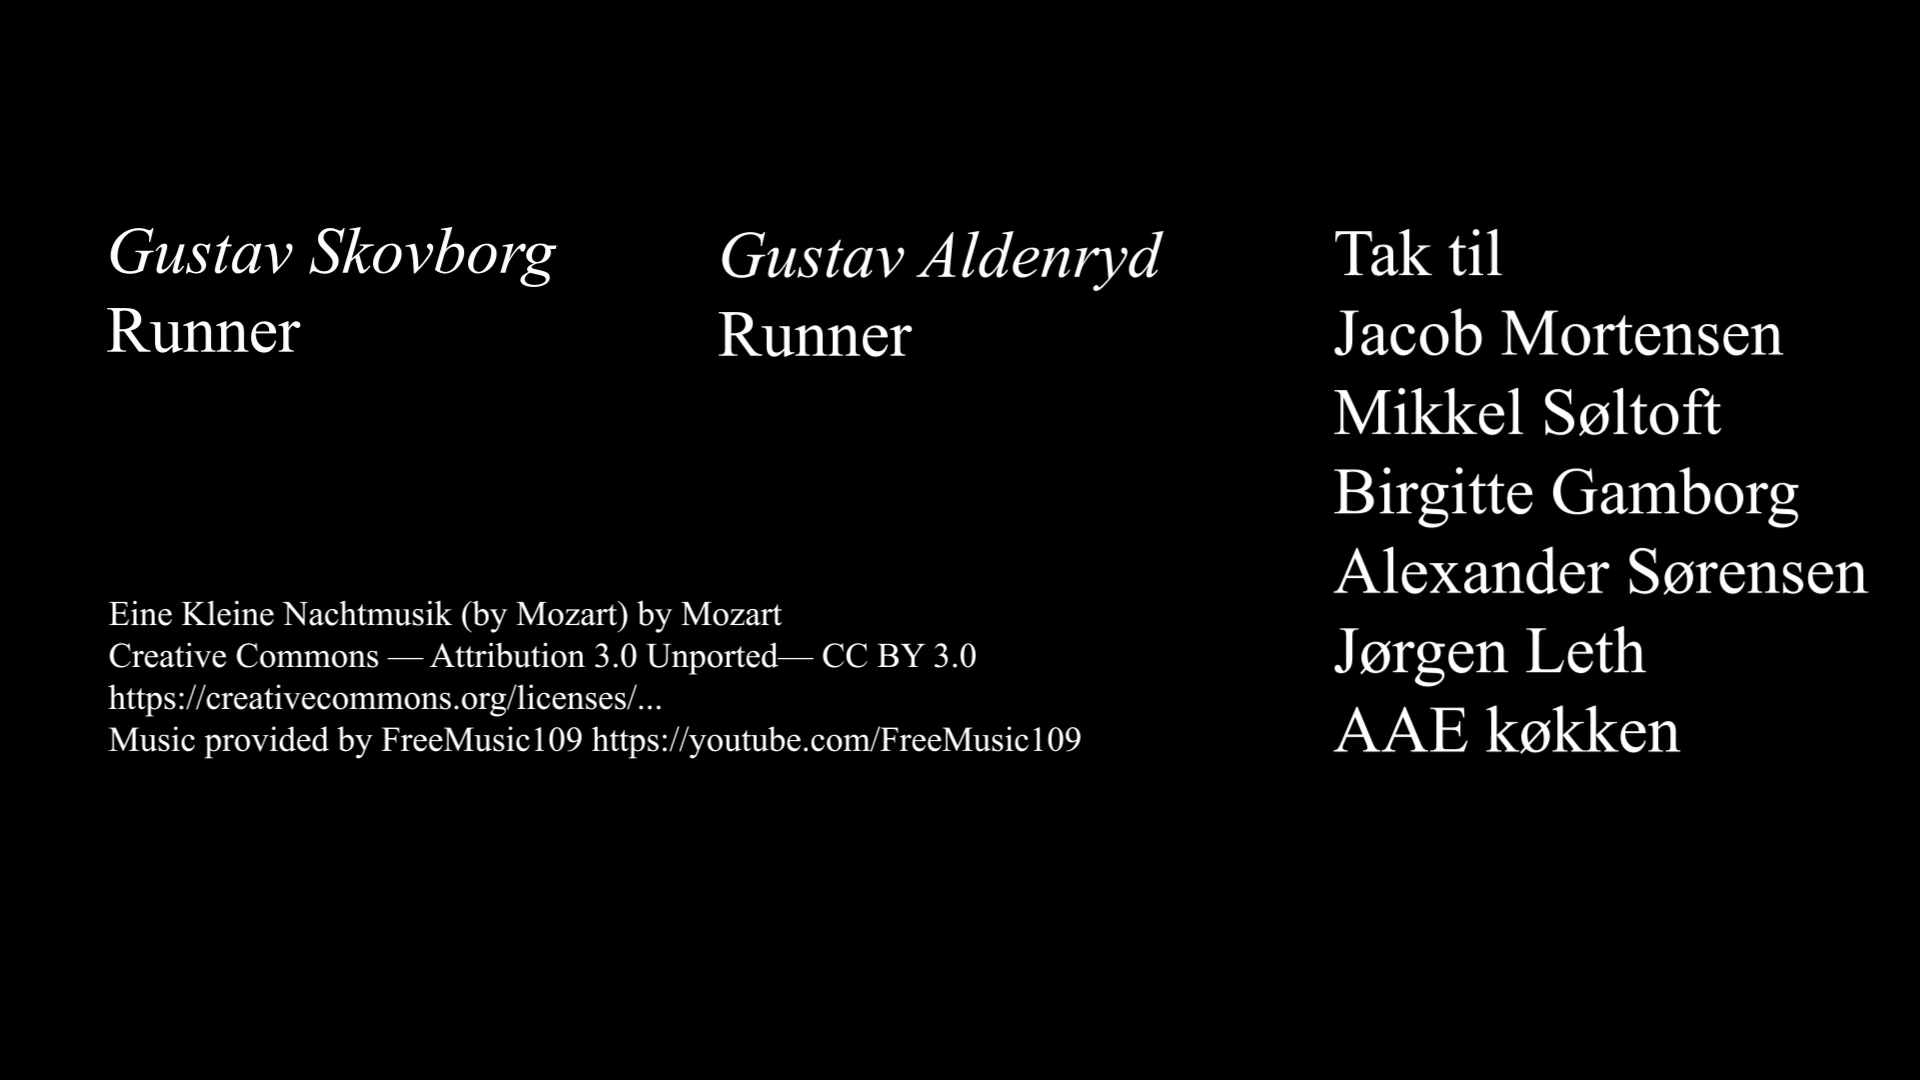 Gustav Skovborg
Runner
Gustav Aldenryd
Runner
Tak til
Jacob Mortensen
Mikkel Søltoft
Birgitte Gamborg
Alexander Sørensen
Jørgen Leth
AAE køkken
Eine Kleine Nachtmusik (by Mozart) by Mozart
Creative Commons — Attribution 3.0 Unported— CC BY 3.0
https://creativecommons.org/licenses/...
Music provided by FreeMusic109 https://youtube.com/FreeMusic109